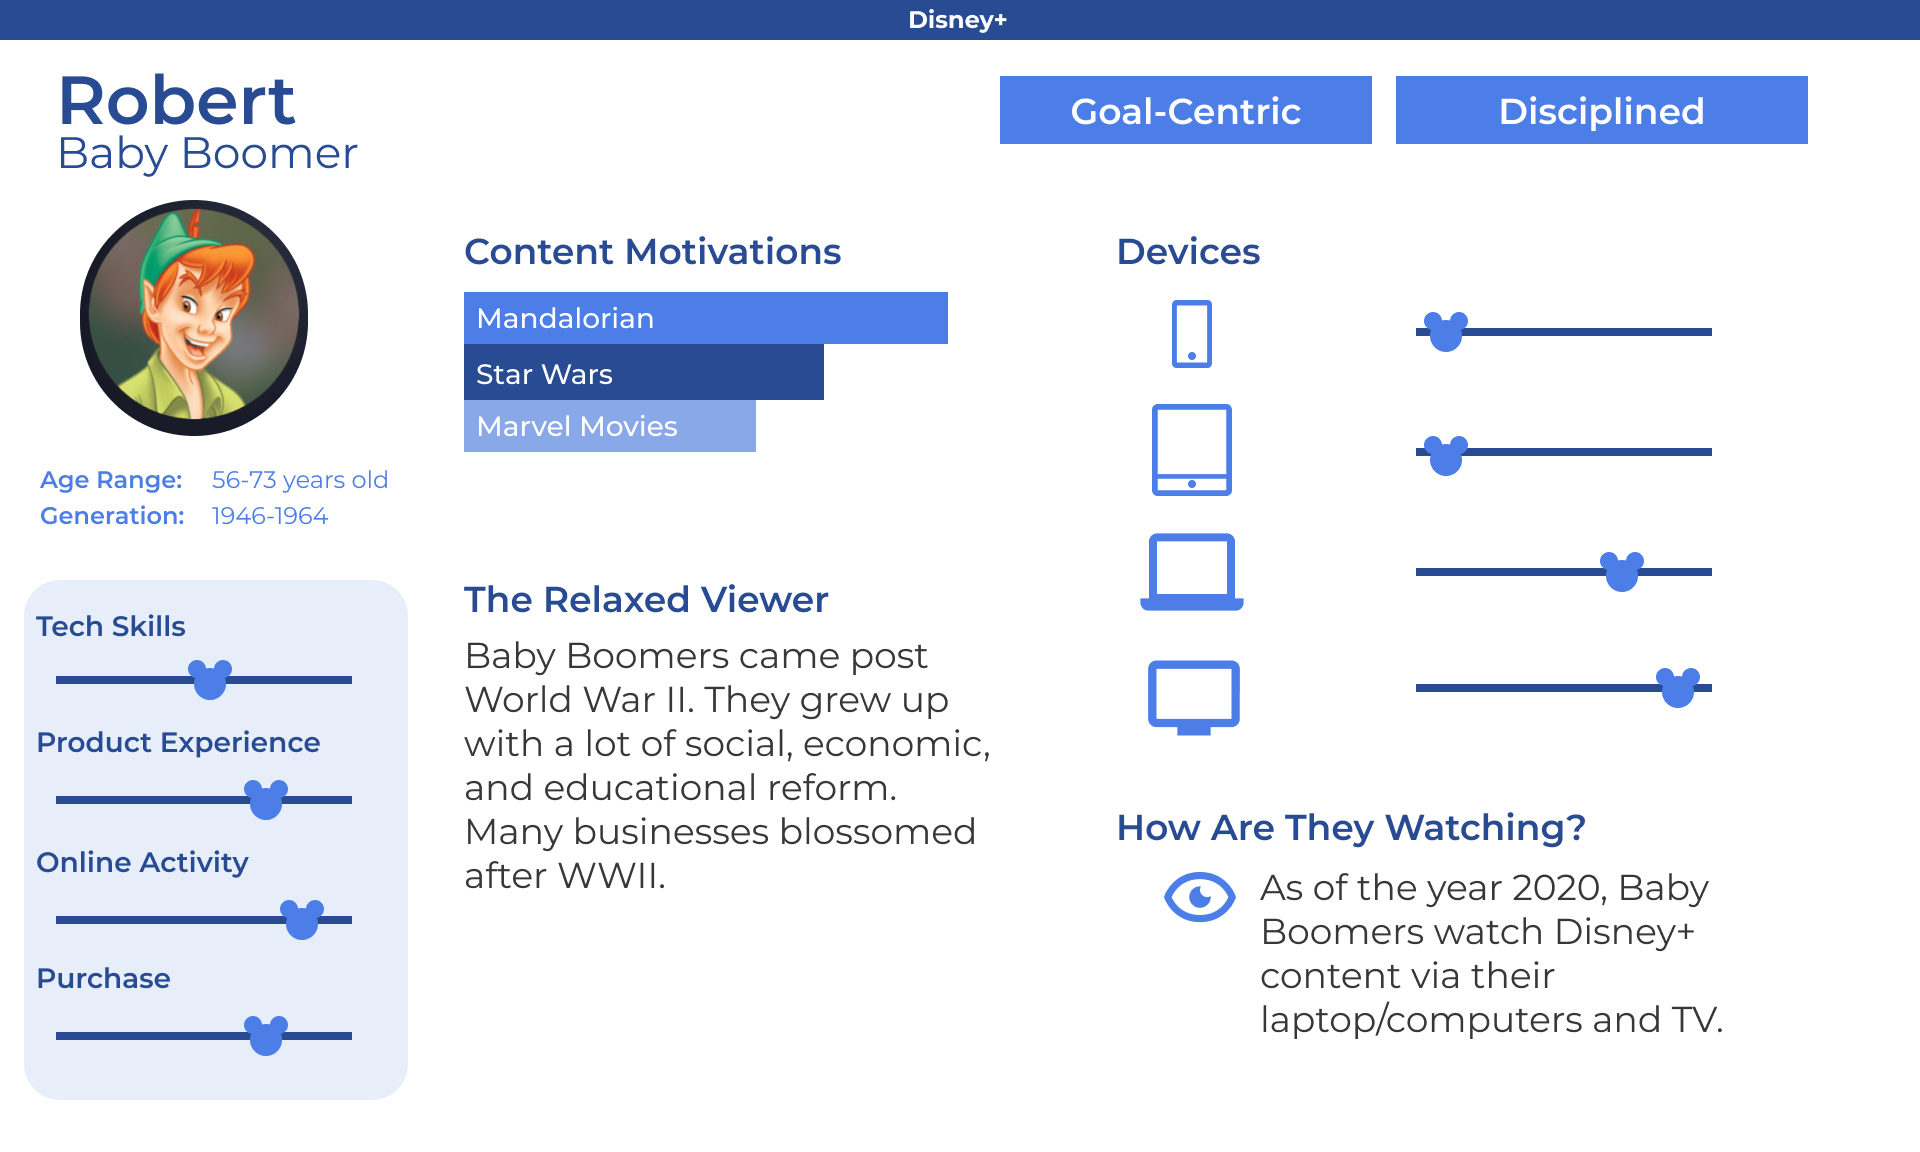 Disney+
Robert
Baby Boomer
Goal-Centric
Disciplined
Age Range: 56-73 years old
Generation: 1946-1964
Tech Skills
Product Experience
Online Activity
Purchase
Content Motivations
Mandalorian
Star Wars
Marvel Movies
The Relaxed Viewer
Baby Boomers came post
World War II. They grew up
with a lot of social, economic,
and educational reform.
Many businesses blossomed
after WWII.
Devices
How Are They Watching?
As of the year 2020, Baby
Boomers watch Disney+
content via their
laptop/computers and TV.